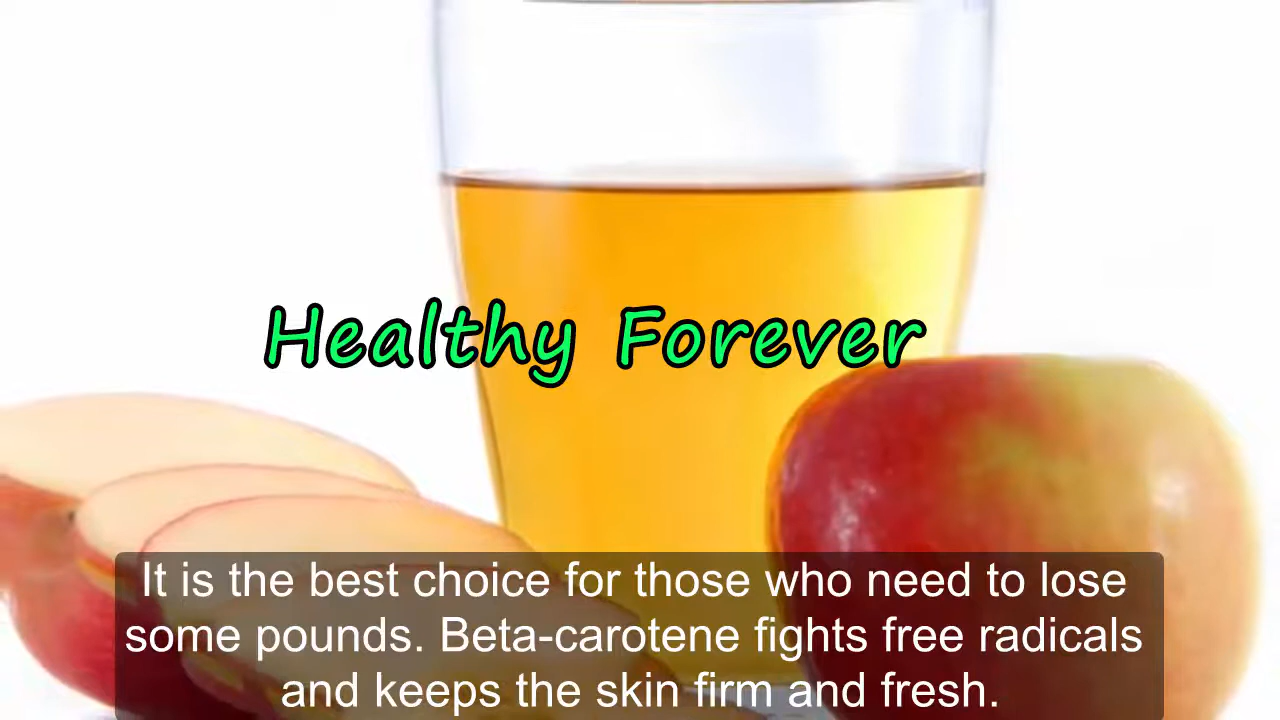 Healthy Forever
It is the best choice for those who need to lose
some pounds. Beta-carotene fights free radicals
and keeps the skin firm and fresh.